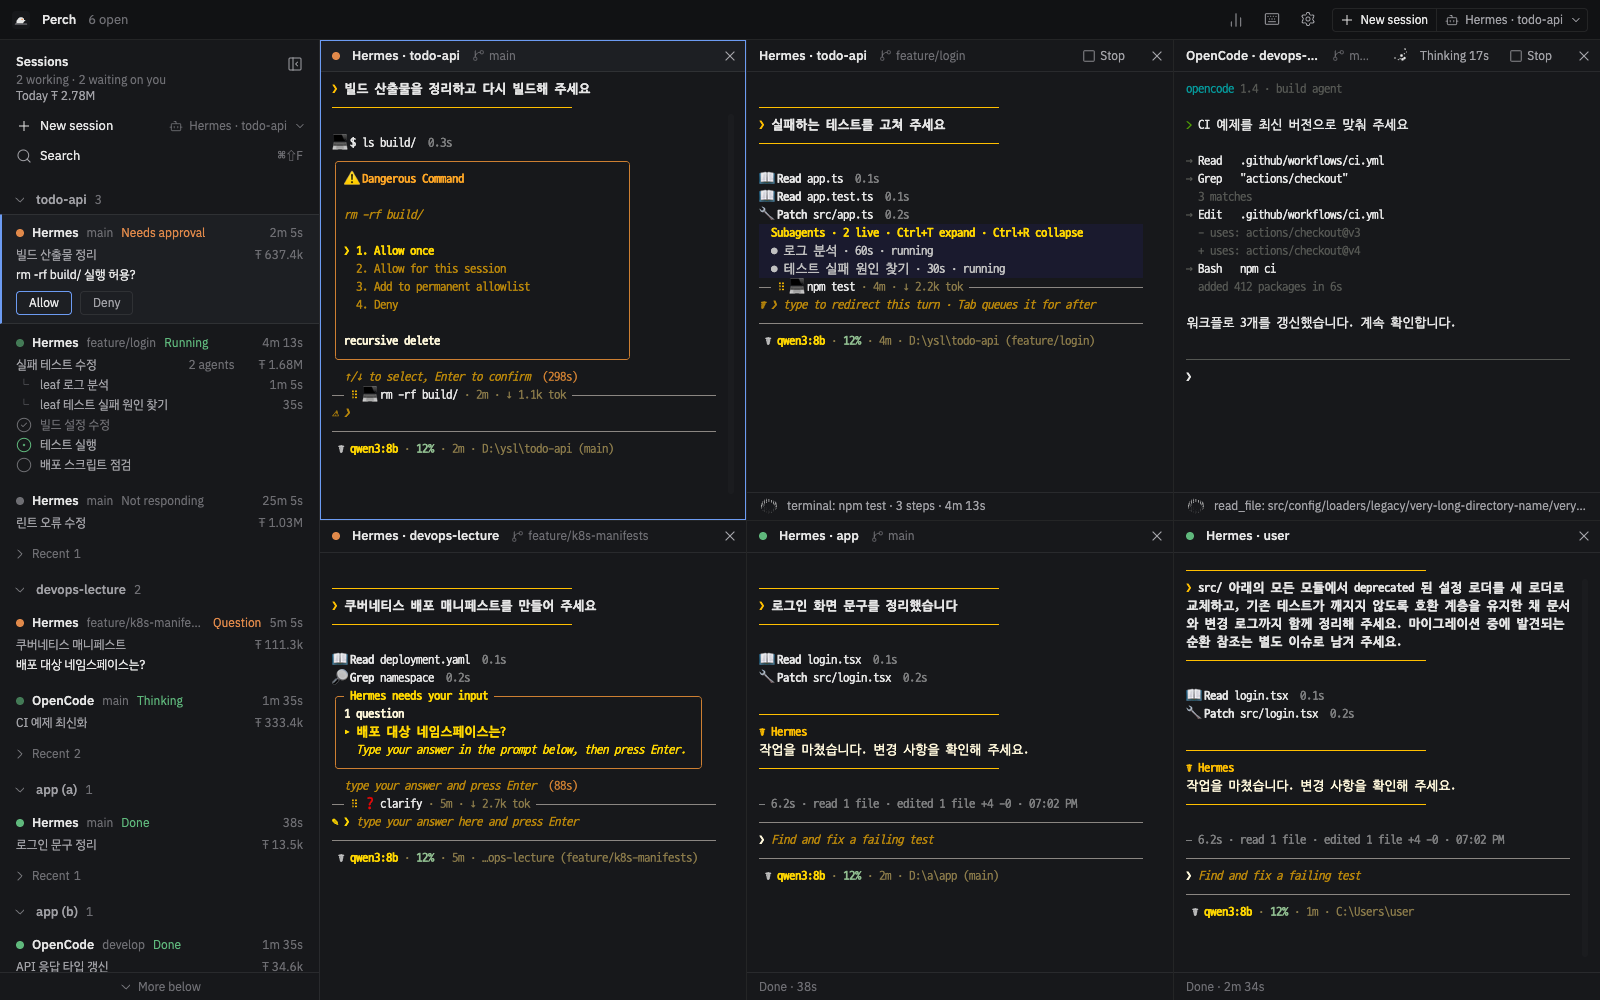 Perch 6 open
New session Hermes · todo-api
Sessions
2 working · 2 waiting on you
Today Ŧ 2.78M
New session Hermes · todo-api
Search ⌘⇧F
todo-api 3
Hermes main Needs approval 2m 5s
빌드 산출물 정리 Ŧ 637.4k
rm -rf build/ 실행 허용?
Allow Deny
Hermes feature/login Running 4m 13s
실패 테스트 수정 2 agents Ŧ 1.68M
leaf 로그 분석 1m 5s
leaf 테스트 실패 원인 찾기 35s
빌드 설정 수정
테스트 실행
배포 스크립트 점검
Hermes main Not responding 25m 5s
린트 오류 수정 Ŧ 1.03M
Recent 1
devops-lecture 2
Hermes feature/k8s-manife... Question 5m 5s
쿠버네티스 매니페스트 Ŧ 111.3k
배포 대상 네임스페이스는?
OpenCode main Thinking 1m 35s
CI 예제 최신화 Ŧ 333.4k
Recent 2
app (a) 1
Hermes main Done 38s
로그인 문구 정리 Ŧ 13.5k
Recent 1
app (b) 1
OpenCode develop Done 1m 35s
API 응답 타입 갱신 Ŧ 34.6k
More below
Hermes · todo-api main
❯ 빌드 산출물을 정리하고 다시 빌드해 주세요
$ ls build/ 0.3s
⚠ Dangerous Command
rm -rf build/
❯ 1. Allow once
2. Allow for this session
3. Add to permanent allowlist
4. Deny
recursive delete
↑/↓ to select, Enter to confirm (298s)
rm -rf build/ · 2m · ↓ 1.1k tok
⚠ ❯
qwen3:8b · 12% · 2m · D:\ysl\todo-api (main)
Hermes · todo-api feature/login Stop
❯ 실패하는 테스트를 고쳐 주세요
Read app.ts 0.1s
Read app.test.ts 0.1s
Patch src/app.ts 0.2s
Subagents · 2 live · Ctrl+T expand · Ctrl+R collapse
● 로그 분석 · 60s · running
● 테스트 실패 원인 찾기 · 30s · running
npm test · 4m · ↓ 2.2k tok
❯ type to redirect this turn · Tab queues it for after
qwen3:8b · 12% · 4m · D:\ysl\todo-api (feature/login)
terminal: npm test · 3 steps · 4m 13s
OpenCode · devops-... m... Thinking 17s Stop
opencode 1.4 · build agent
❯ CI 예제를 최신 버전으로 맞춰 주세요
→ Read .github/workflows/ci.yml
→ Grep "actions/checkout"
3 matches
→ Edit .github/workflows/ci.yml
- uses: actions/checkout@v3
+ uses: actions/checkout@v4
→ Bash npm ci
added 412 packages in 6s
워크플로 3개를 갱신했습니다. 계속 확인합니다.
❯
read_file: src/config/loaders/legacy/very-long-directory-name/very...
Hermes · devops-lecture feature/k8s-manifests
❯ 쿠버네티스 배포 매니페스트를 만들어 주세요
Read deployment.yaml 0.1s
Grep namespace 0.2s
Hermes needs your input
1 question
▸ 배포 대상 네임스페이스는?
Type your answer in the prompt below, then press Enter.
type your answer and press Enter (88s)
❓ clarify · 5m · ↓ 2.7k tok
✎ ❯ type your answer here and press Enter
qwen3:8b · 12% · 5m · …ops-lecture (feature/k8s-manifests)
Hermes · app main
❯ 로그인 화면 문구를 정리했습니다
Read login.tsx 0.1s
Patch src/login.tsx 0.2s
Hermes
작업을 마쳤습니다. 변경 사항을 확인해 주세요.
— 6.2s · read 1 file · edited 1 file +4 −0 · 07:02 PM
❯ Find and fix a failing test
qwen3:8b · 12% · 2m · D:\a\app (main)
Done · 38s
Hermes · user
❯ src/ 아래의 모든 모듈에서 deprecated 된 설정 로더를 새 로더로
교체하고, 기존 테스트가 깨지지 않도록 호환 계층을 유지한 채 문서
와 변경 로그까지 함께 정리해 주세요. 마이그레이션 중에 발견되는
순환 참조는 별도 이슈로 남겨 주세요.
Read login.tsx 0.1s
Patch src/login.tsx 0.2s
Hermes
작업을 마쳤습니다. 변경 사항을 확인해 주세요.
— 6.2s · read 1 file · edited 1 file +4 −0 · 07:02 PM
❯ Find and fix a failing test
qwen3:8b · 12% · 1m · C:\Users\user
Done · 2m 34s